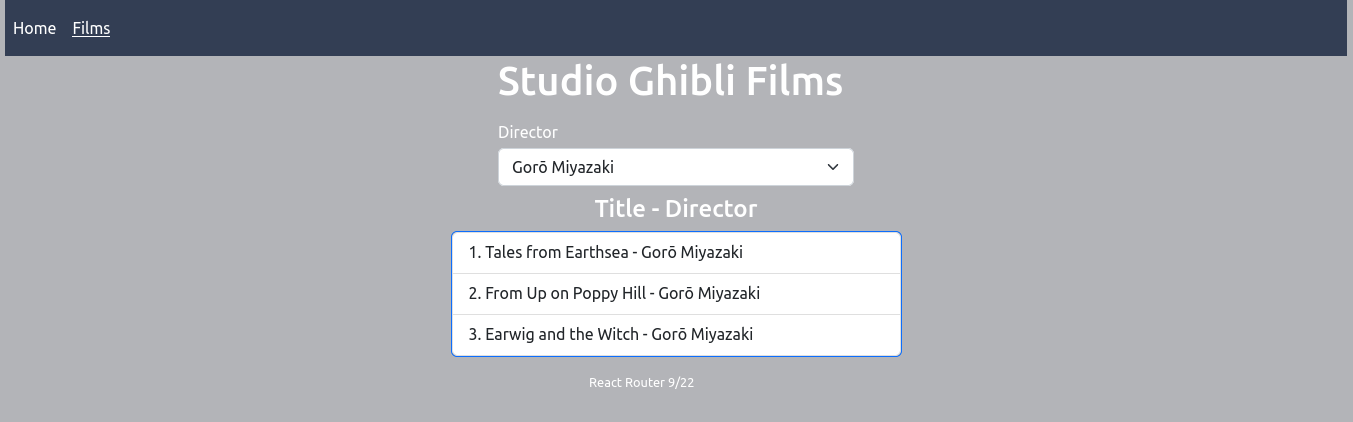 Home Films
Studio Ghibli Films
Director
Gorō Miyazaki
Title - Director
1. Tales from Earthsea - Gorō Miyazaki
2. From Up on Poppy Hill - Gorō Miyazaki
3. Earwig and the Witch - Gorō Miyazaki
React Router 9/22